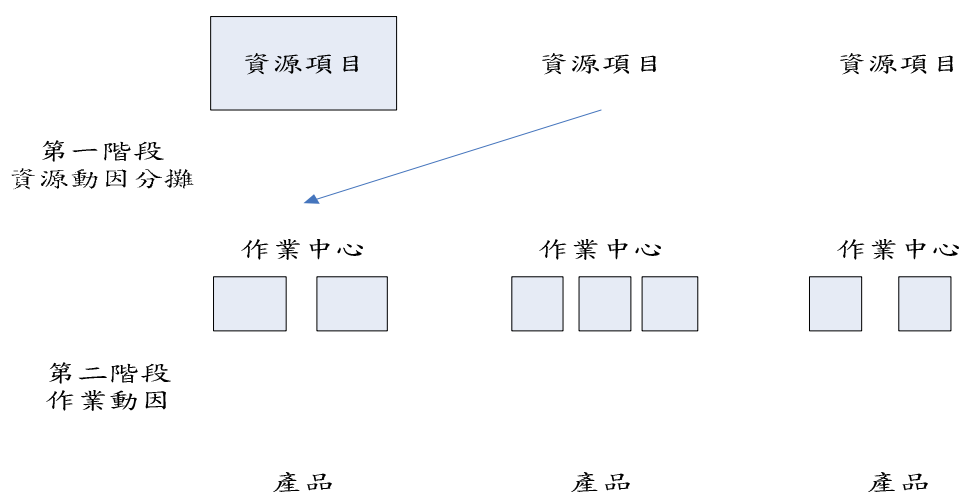 資源項目
資源項目
資源項目
第一階段
資源動因分攤
作業中心
作業中心
作業中心
第二階段
作業動因
產品
產品
產品